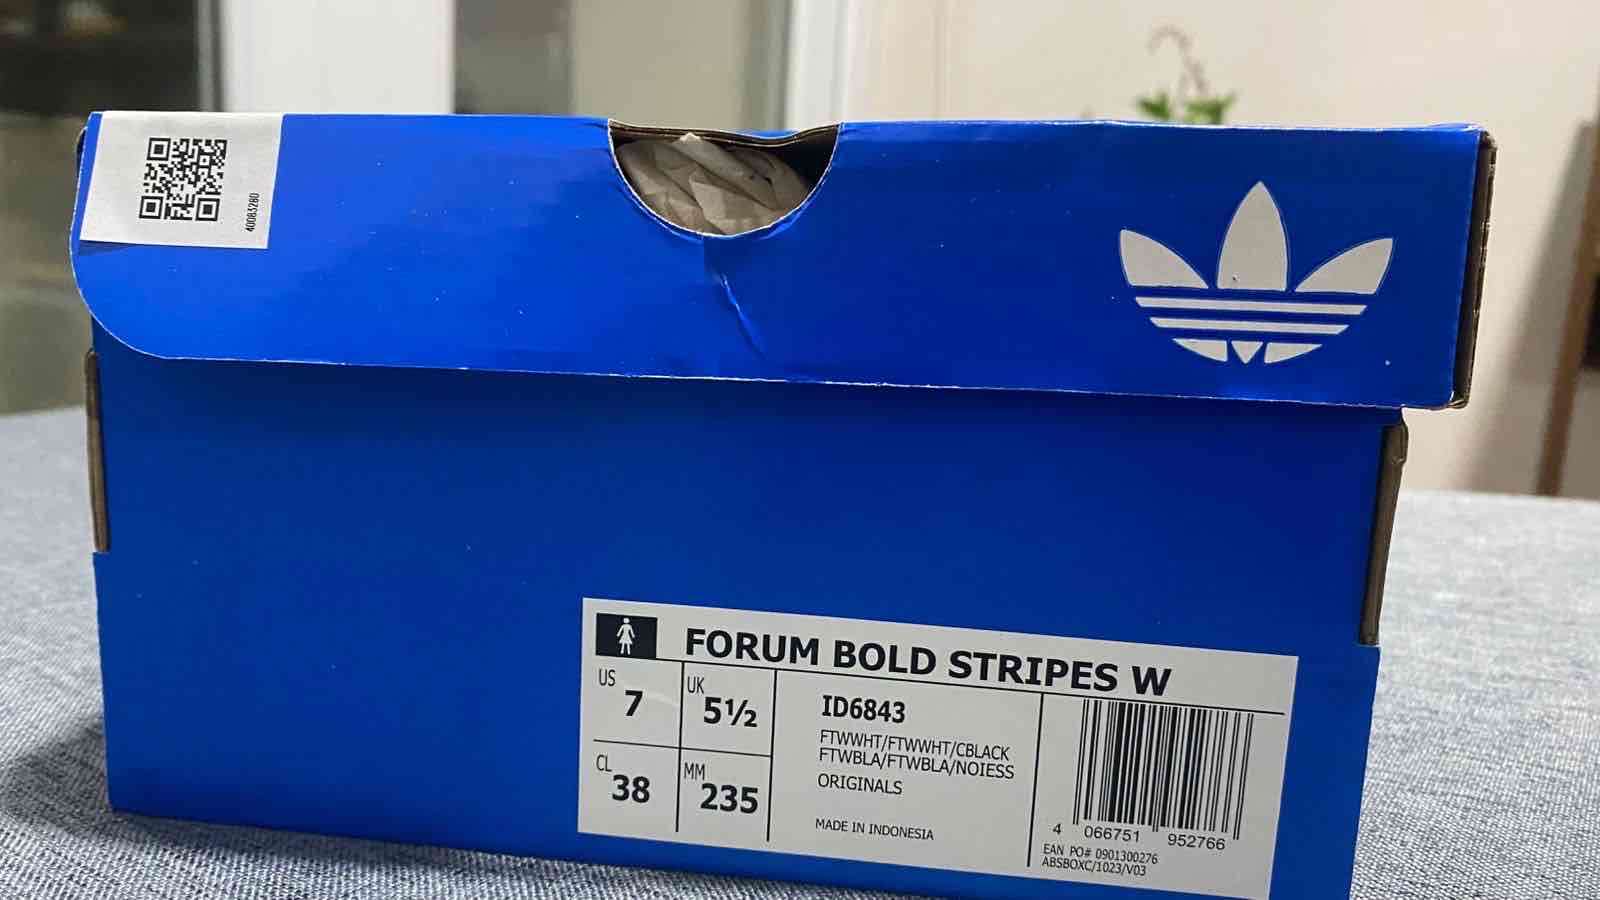 40083280
FORUM BOLD STRIPES W
US 7
UK 5½
CL 38
MM 235
ID6843
FTWWHT/FTWWHT/CBLACK
FTWBLA/FTWBLA/NOIESS
ORIGINALS
MADE IN INDONESIA
4 066751 952766
EAN PO# 0901300276
ABSBOXC/1023/V03